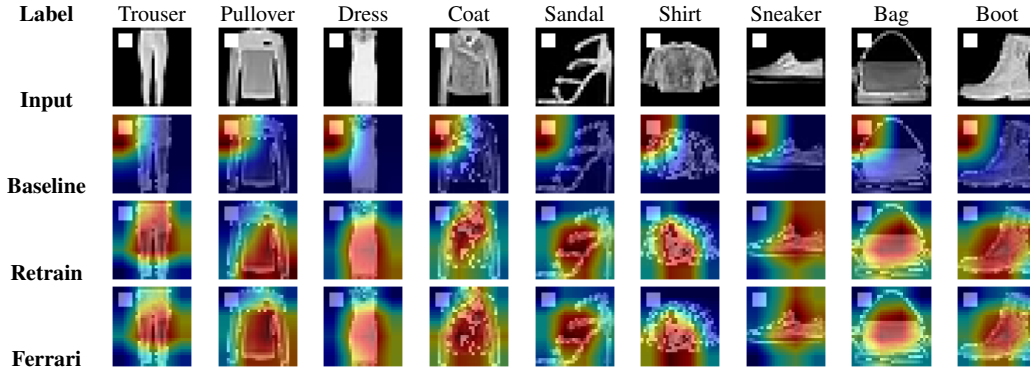 Label Trouser Pullover Dress Coat Sandal Shirt Sneaker Bag Boot
Input
Baseline
Retrain
Ferrari